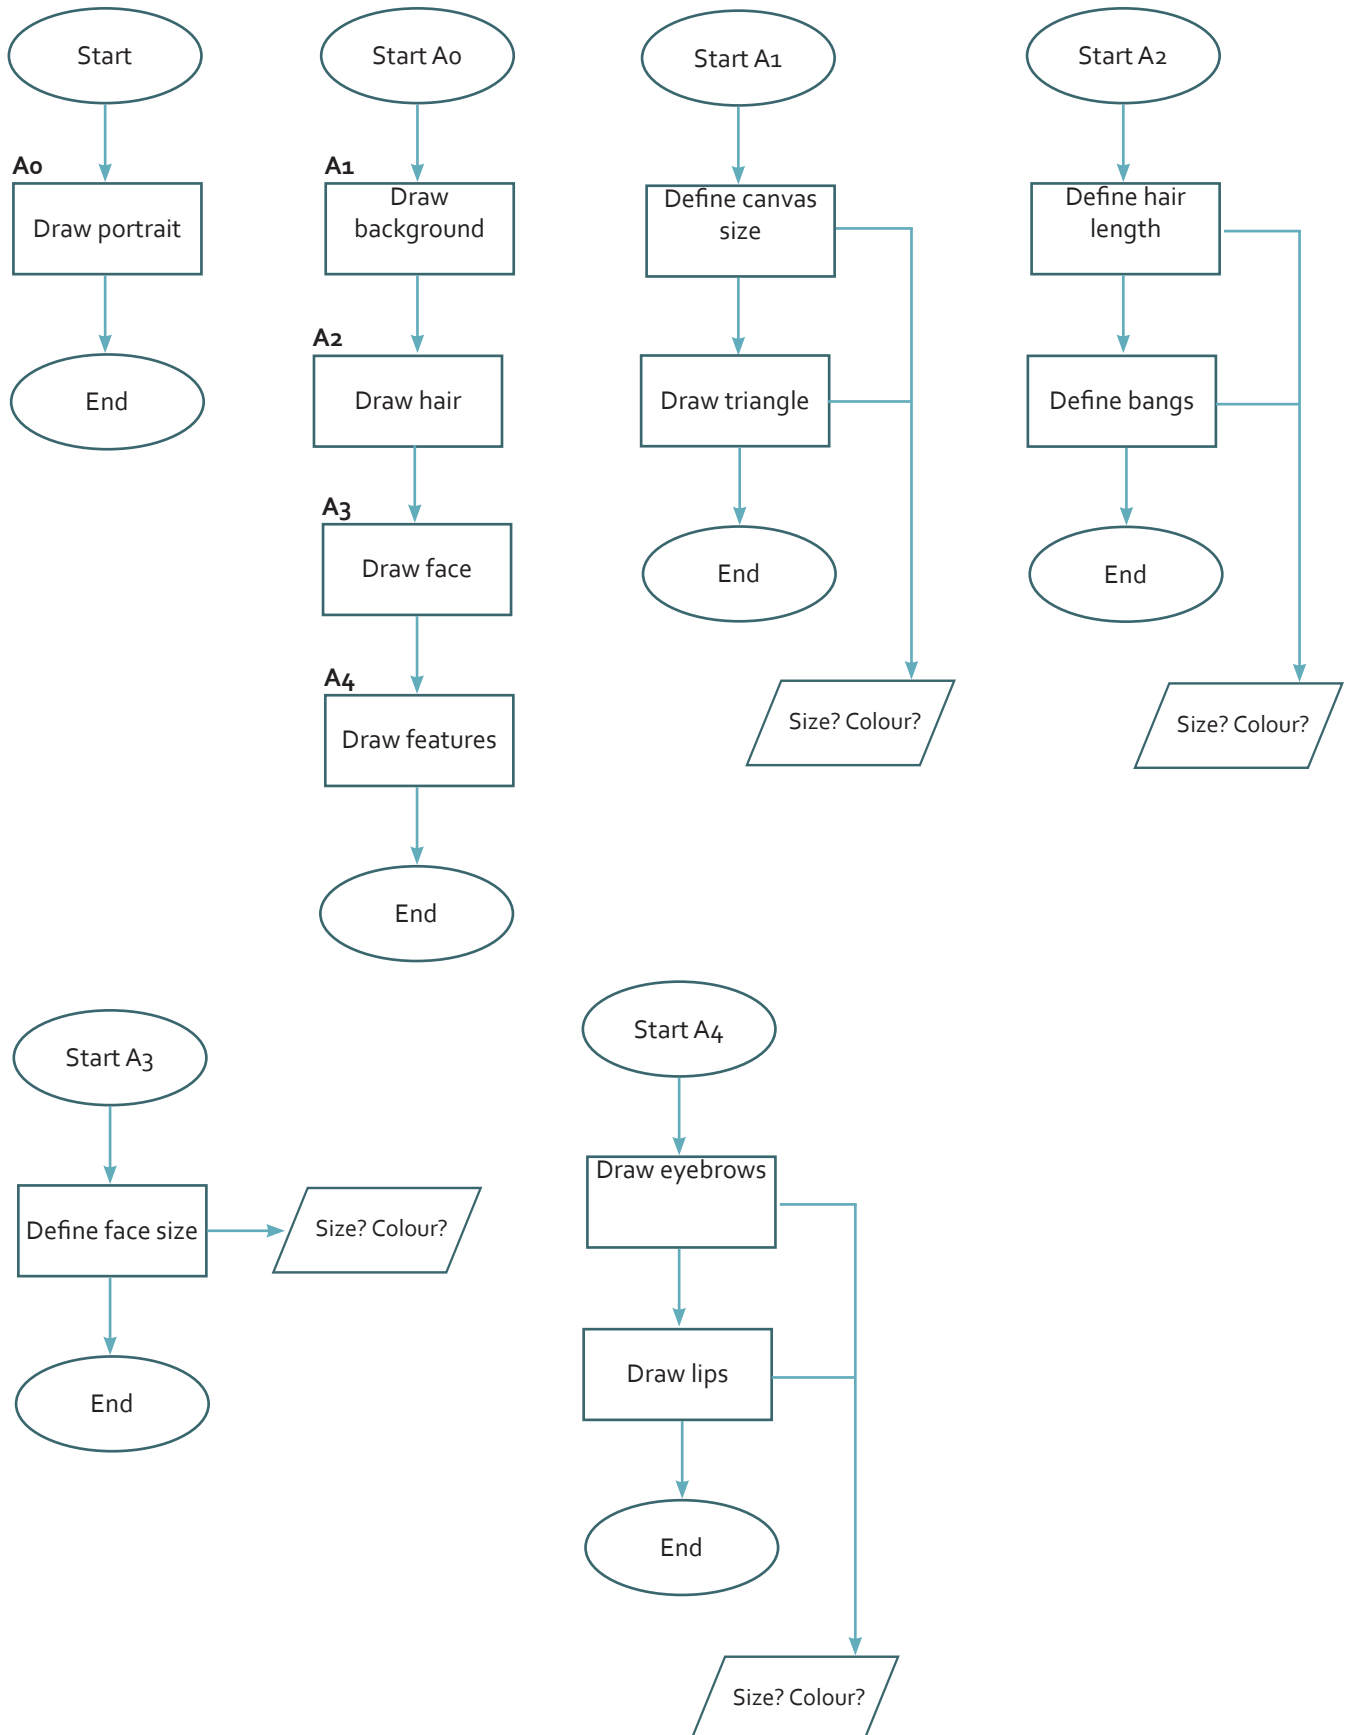 Start
A0
Draw portrait
End
Start A0
A1
Draw
background
A2
Draw hair
A3
Draw face
A4
Draw features
End
Start A1
Define canvas
size
Draw triangle
End
Size? Colour?
Start A2
Define hair
length
Define bangs
End
Size? Colour?
Start A3
Define face size
Size? Colour?
End
Start A4
Draw eyebrows
Draw lips
End
Size? Colour?